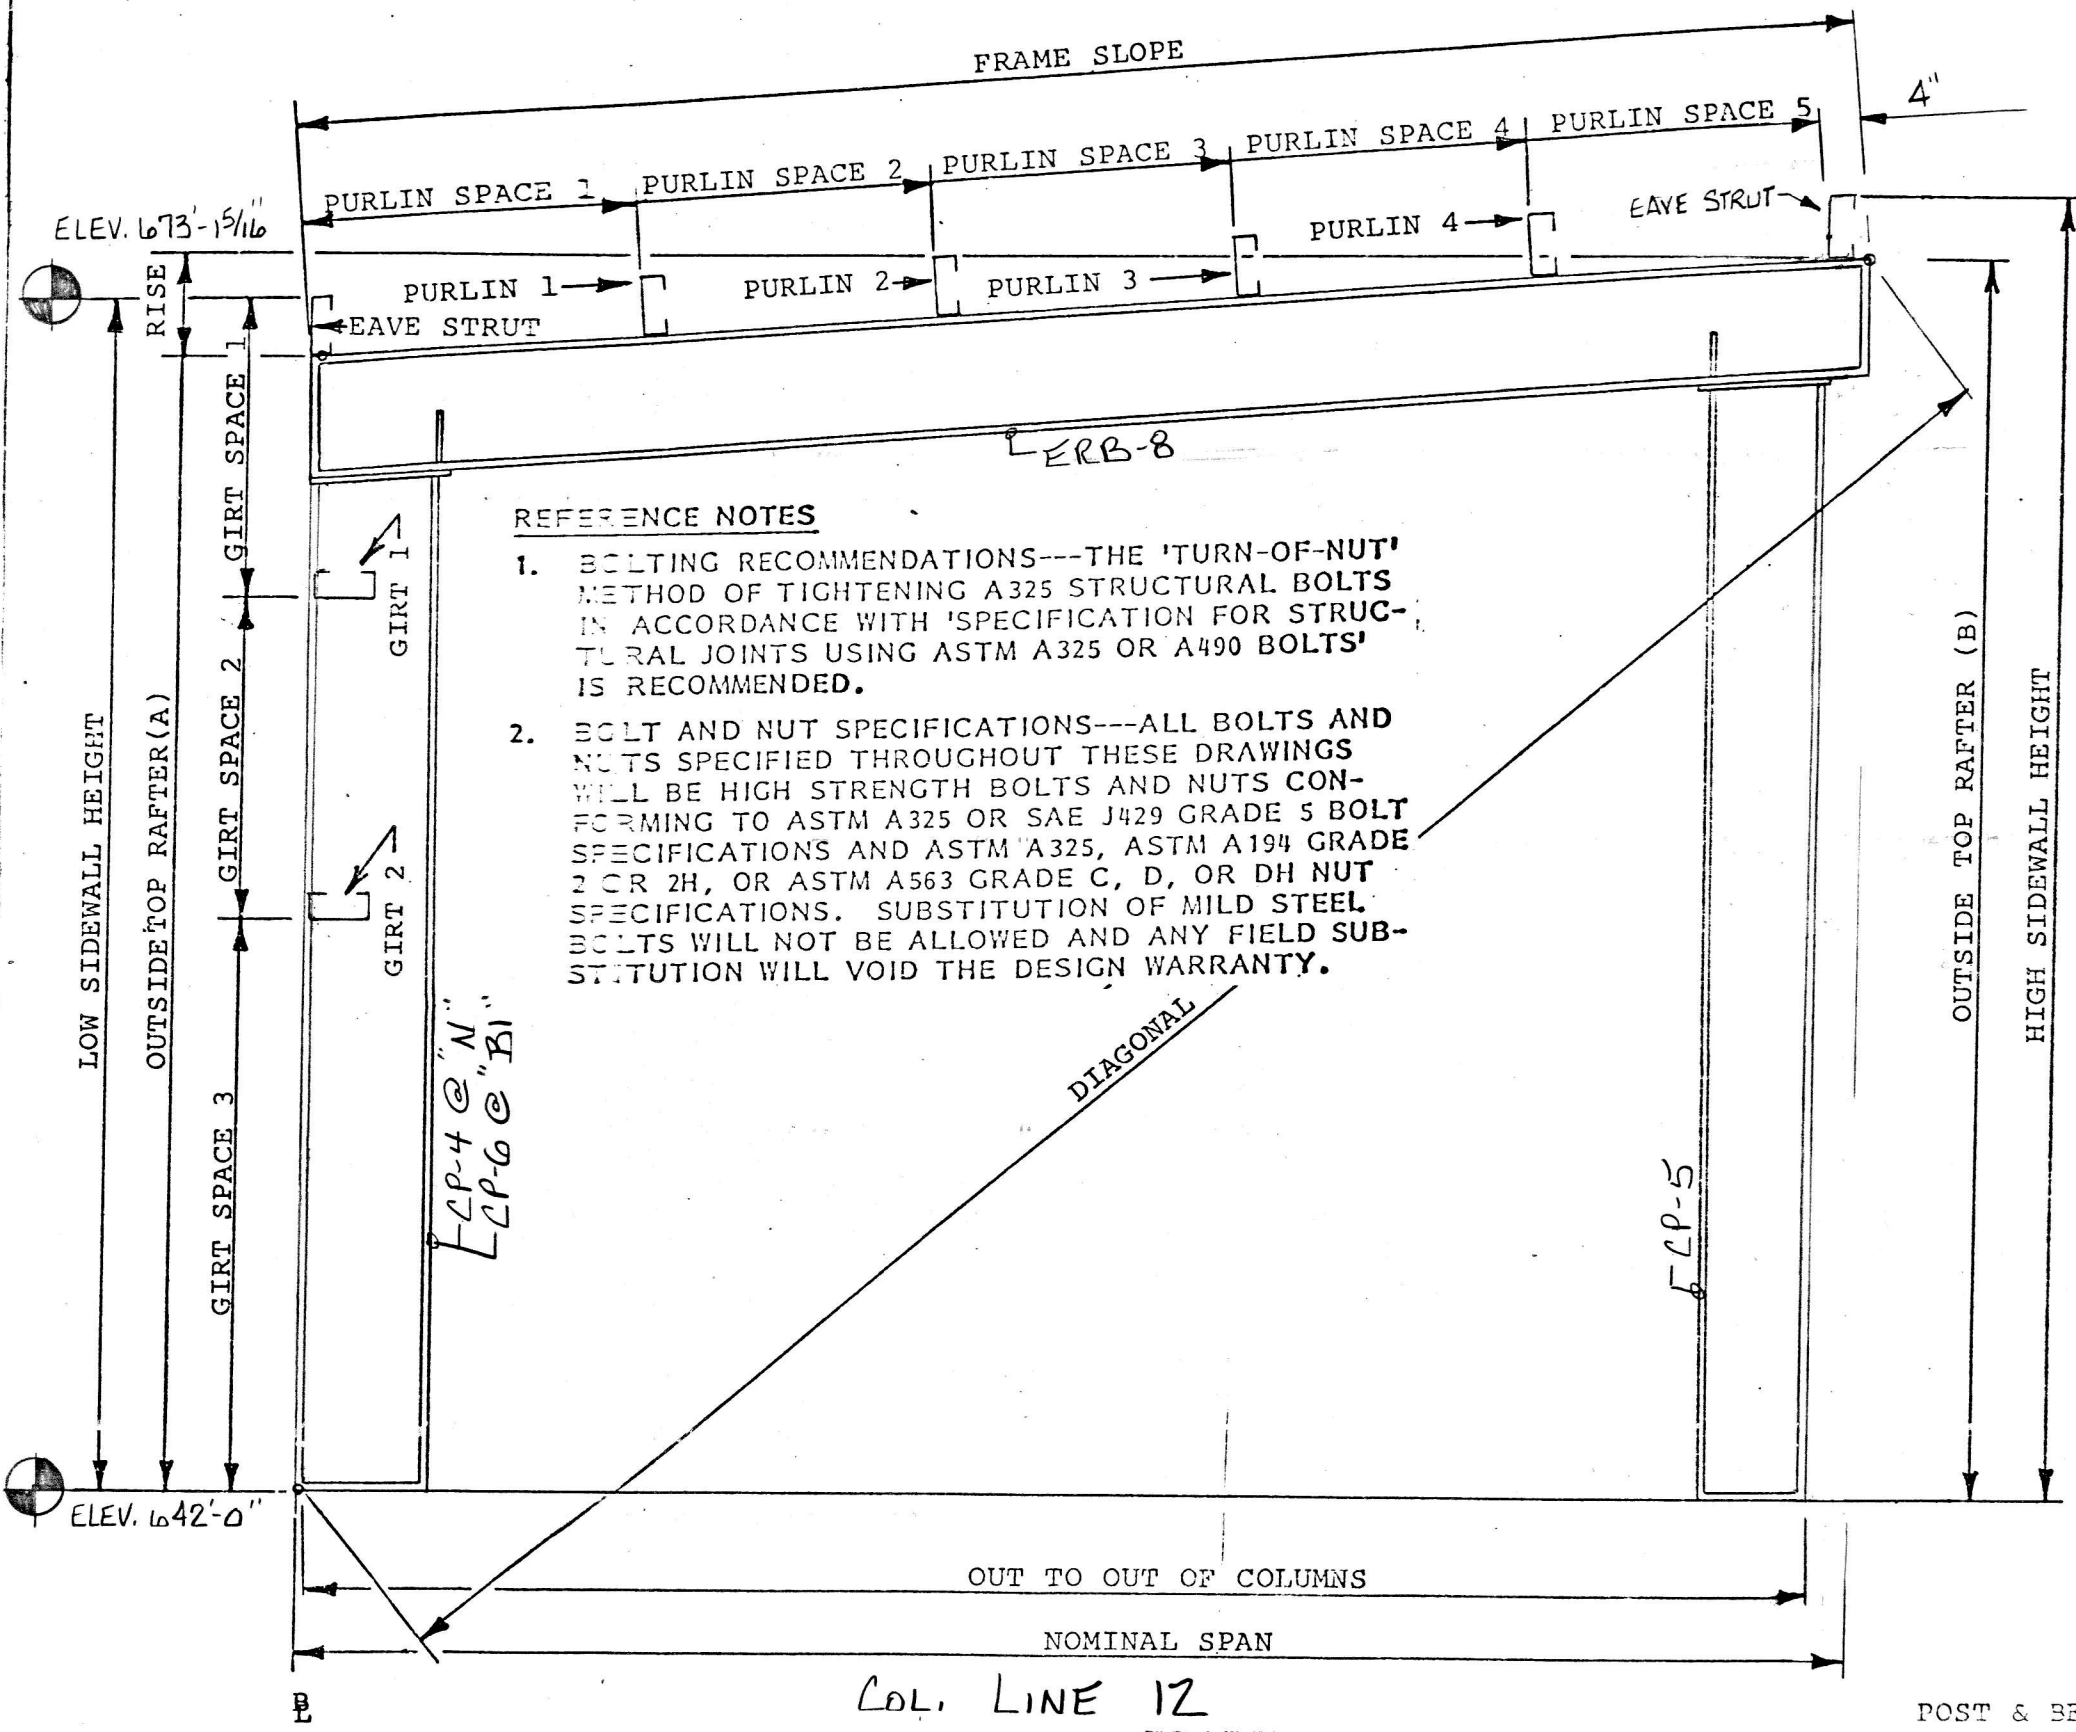 FRAME SLOPE
4"
PURLIN SPACE 1
PURLIN SPACE 2
PURLIN SPACE 3
PURLIN SPACE 4
PURLIN SPACE 5
ELEV. 673'-1 5/16"
RISE
PURLIN 1
PURLIN 2
PURLIN 3
PURLIN 4
EAVE STRUT
EAVE STRUT
ERB-8
GIRT SPACE 1
GIRT SPACE 2
GIRT SPACE 3
GIRT 1
GIRT 2
LOW SIDEWALL HEIGHT
OUTSIDE TOP RAFTER (A)
REFERENCE NOTES
1. BOLTING RECOMMENDATIONS---THE 'TURN-OF-NUT'
METHOD OF TIGHTENING A325 STRUCTURAL BOLTS
IN ACCORDANCE WITH 'SPECIFICATION FOR STRUC-
TURAL JOINTS USING ASTM A325 OR A490 BOLTS'
IS RECOMMENDED.
2. BOLT AND NUT SPECIFICATIONS---ALL BOLTS AND
NUTS SPECIFIED THROUGHOUT THESE DRAWINGS
WILL BE HIGH STRENGTH BOLTS AND NUTS CON-
FORMING TO ASTM A325 OR SAE J429 GRADE 5 BOLT
SPECIFICATIONS AND ASTM A325, ASTM A194 GRADE
2 OR 2H, OR ASTM A563 GRADE C, D, OR DH NUT
SPECIFICATIONS. SUBSTITUTION OF MILD STEEL
BOLTS WILL NOT BE ALLOWED AND ANY FIELD SUB-
STITUTION WILL VOID THE DESIGN WARRANTY.
CP-4 @ "N"
CP-6 @ "B1"
DIAGONAL
CP-5
OUTSIDE TOP RAFTER (B)
HIGH SIDEWALL HEIGHT
ELEV. 642'-0"
OUT TO OUT OF COLUMNS
NOMINAL SPAN
BL
COL. LINE 12
POST & BE